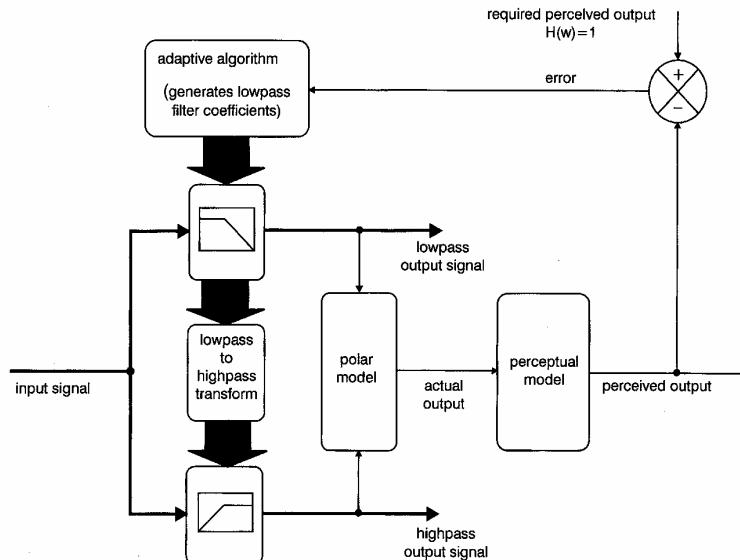 required perceived output
H(w)=1
adaptive algorithm
(generates lowpass
filter coefficients)
error
+
−
lowpass
output signal
lowpass
to
highpass
transform
input signal
polar
model
actual
output
perceptual
model
perceived output
highpass
output signal